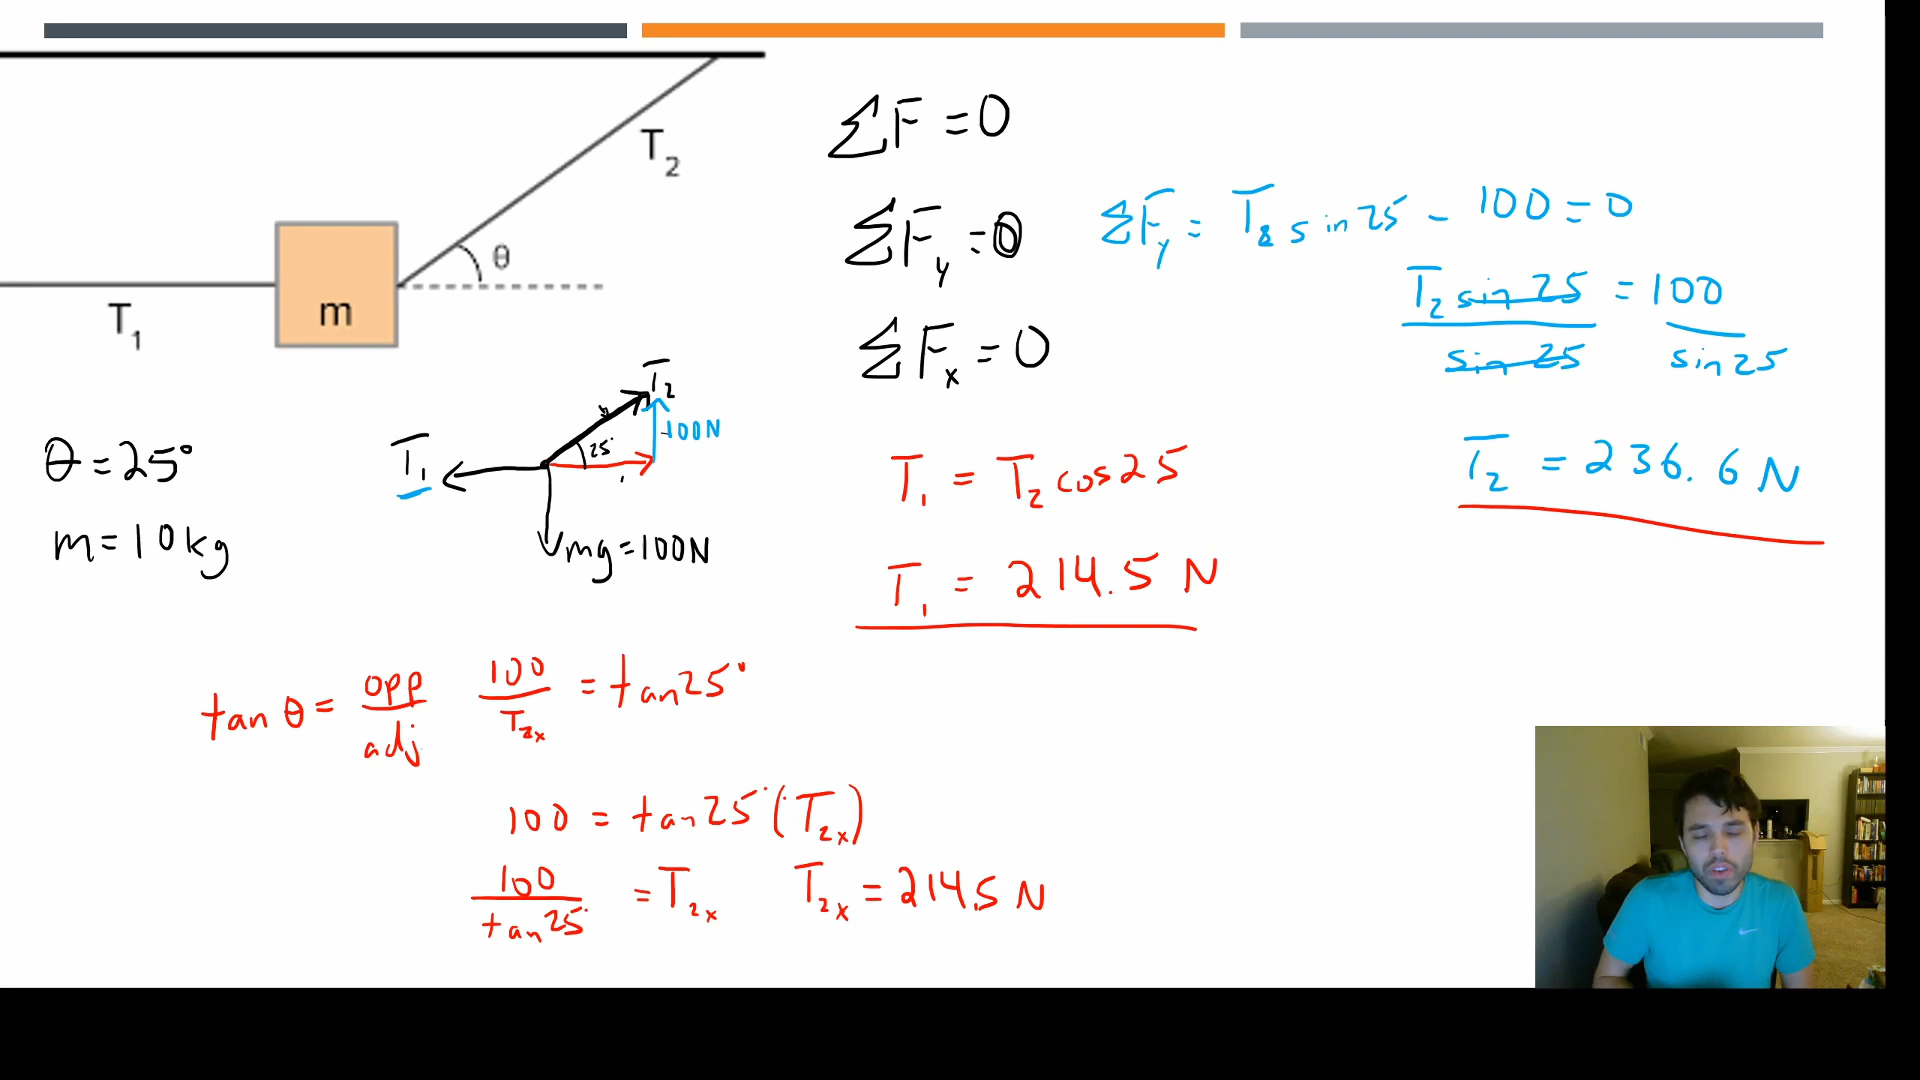 T₂
θ
m
T₁
ΣF = 0
ΣFy = 0
ΣFx = 0
ΣFy = T₂ sin 25 - 100 = 0
T₂ sin 25 = 100
sin 25 sin 25
T₂ = 236.6 N
θ = 25°
m = 10 kg
T₂
100N
25°
T₁
mg = 100N
T₁ = T₂ cos 25
T₁ = 214.5 N
tan θ = opp/adj 100/T₂x = tan 25°
100 = tan 25° (T₂x)
100/tan 25° = T₂x T₂x = 214.5 N